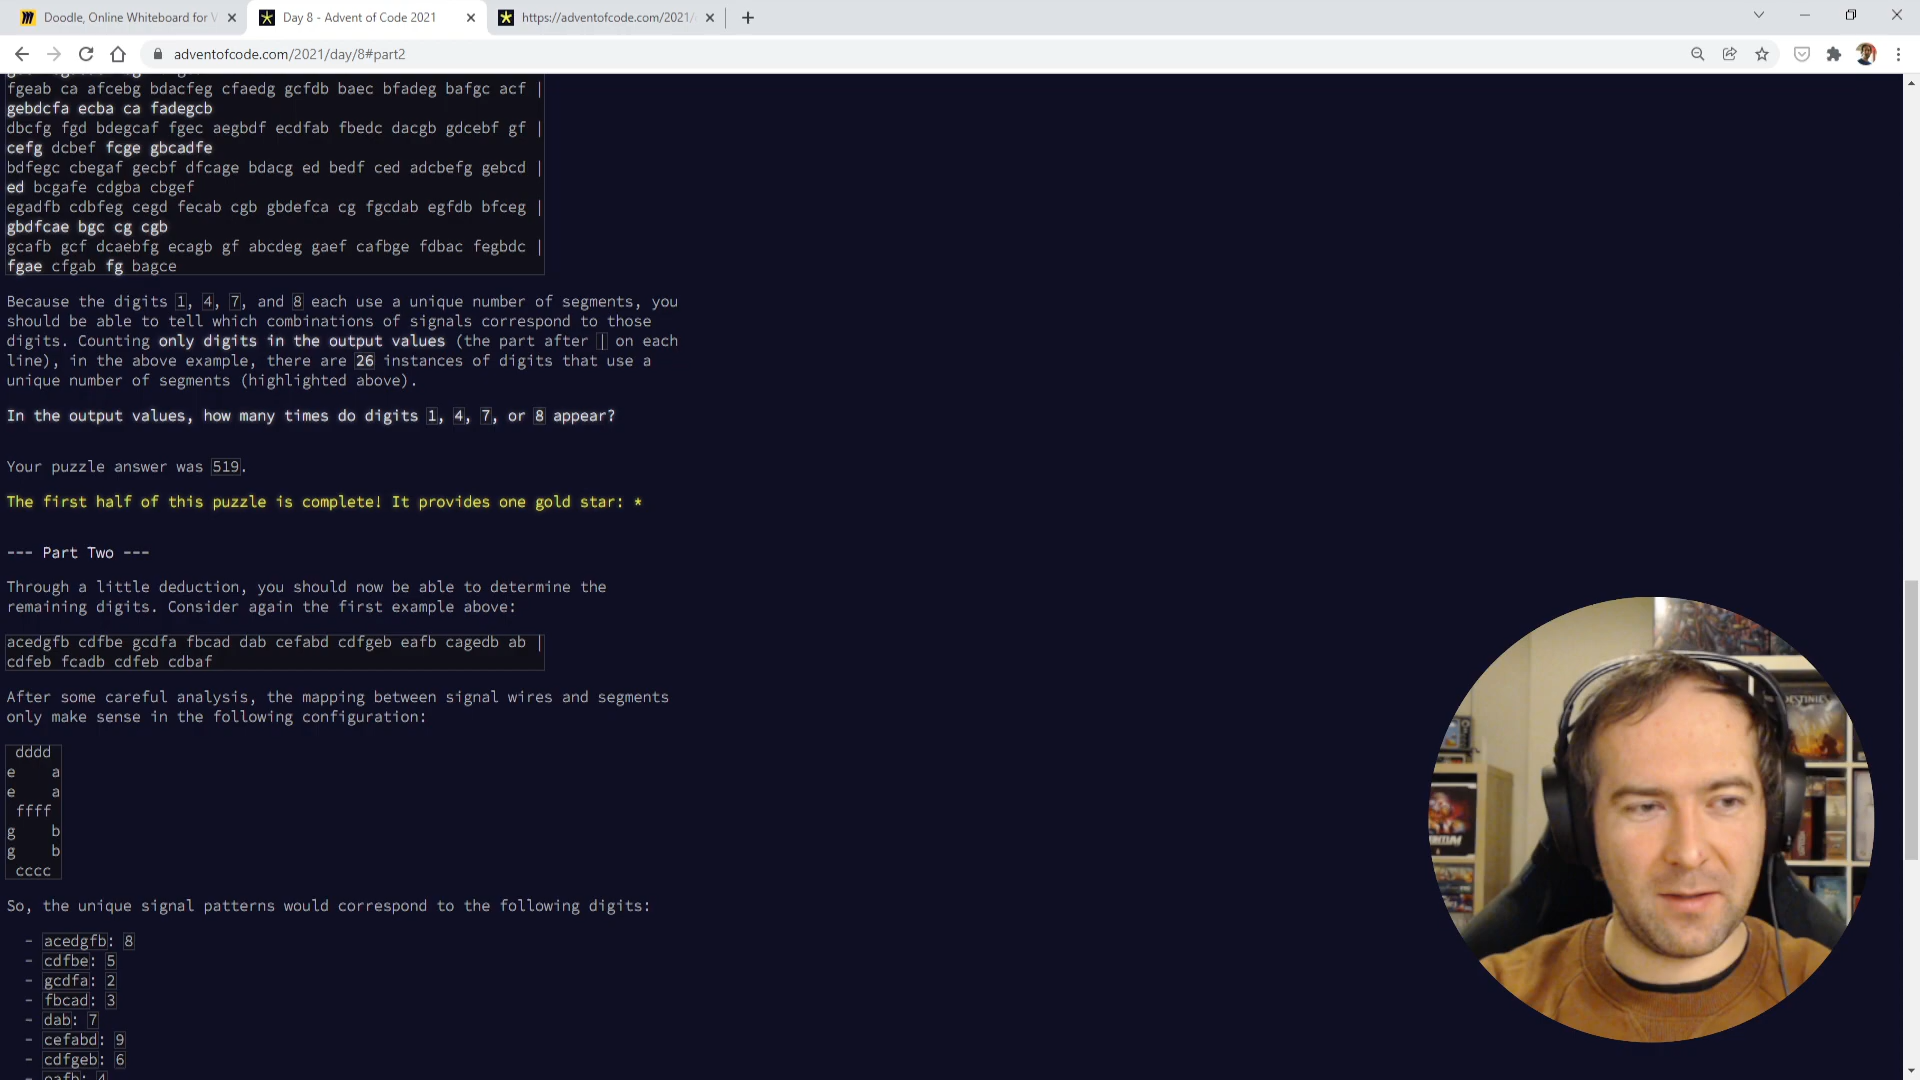 Doodle, Online Whiteboard for V
Day 8 - Advent of Code 2021
https://adventofcode.com/2021/
adventofcode.com/2021/day/8#part2
fgeab ca afcebg bdacfeg cfaedg gcfdb baec bfadeg bafgc acf |
gebdcfa ecba ca fadegcb
dbcfg fgd bdegcaf fgec aegbdf ecdfab fbedc dacgb gdcebf gf |
cefg dcbef fcge gbcadfe
bdfegc cbegaf gecbf dfcage bdacg ed bedf ced adcbefg gebcd |
ed bcgafe cdgba cbgef
egadfb cdbfeg cegd fecab cgb gbdefca cg fgcdab egfdb bfceg |
gbdfcae bgc cg cgb
gcafb gcf dcaebfg ecagb gf abcdeg gaef cafbge fdbac fegbdc |
fgae cfgab fg bagce
Because the digits 1, 4, 7, and 8 each use a unique number of segments, you
should be able to tell which combinations of signals correspond to those
digits. Counting only digits in the output values (the part after | on each
line), in the above example, there are 26 instances of digits that use a
unique number of segments (highlighted above).
In the output values, how many times do digits 1, 4, 7, or 8 appear?
Your puzzle answer was 519.
The first half of this puzzle is complete! It provides one gold star: *
--- Part Two ---
Through a little deduction, you should now be able to determine the
remaining digits. Consider again the first example above:
acedgfb cdfbe gcdfa fbcad dab cefabd cdfgeb eafb cagedb ab |
cdfeb fcadb cdfeb cdbaf
After some careful analysis, the mapping between signal wires and segments
only make sense in the following configuration:
dddd
e    a
e    a
ffff
g    b
g    b
cccc
So, the unique signal patterns would correspond to the following digits:
- acedgfb: 8
- cdfbe: 5
- gcdfa: 2
- fbcad: 3
- dab: 7
- cefabd: 9
- cdfgeb: 6
- eafb: 4
DESTINIES